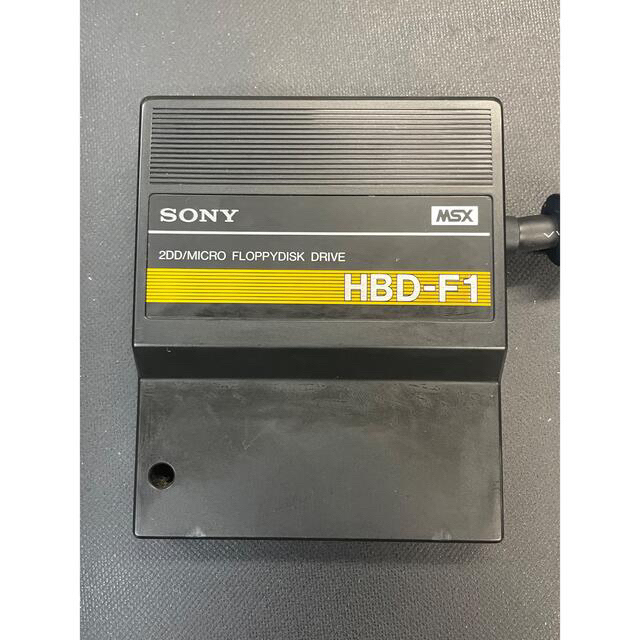 SONY
MSX
2DD/MICRO FLOPPYDISK DRIVE
HBD-F1